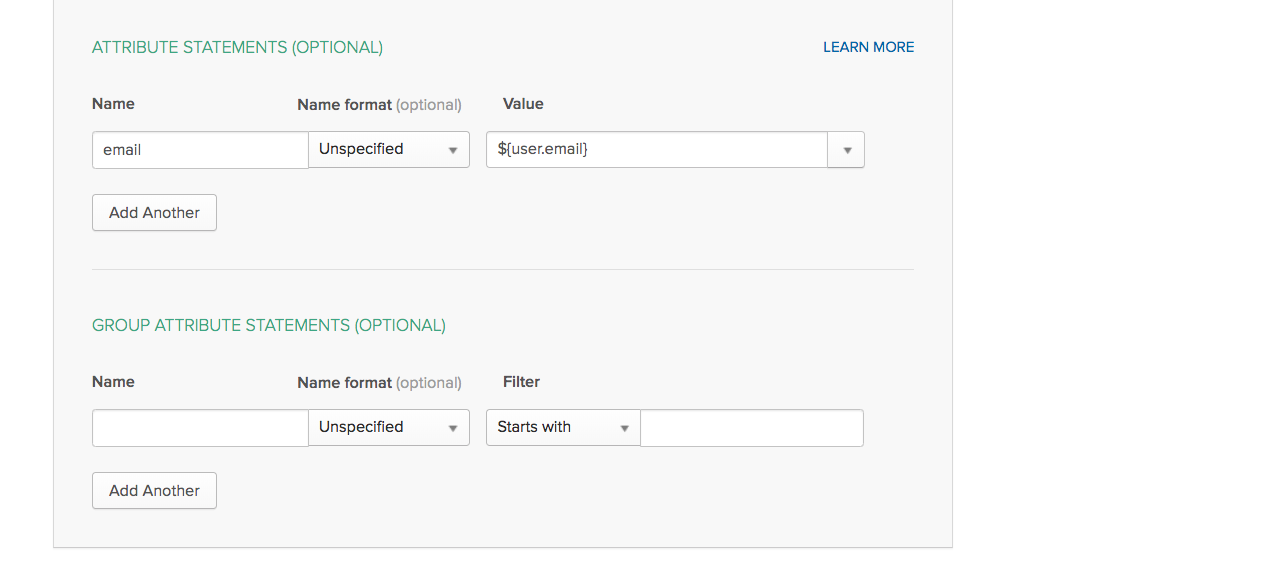 ATTRIBUTE STATEMENTS (OPTIONAL) LEARN MORE
Name Name format (optional) Value
email Unspecified ${user.email}
Add Another
GROUP ATTRIBUTE STATEMENTS (OPTIONAL)
Name Name format (optional) Filter
Unspecified Starts with
Add Another